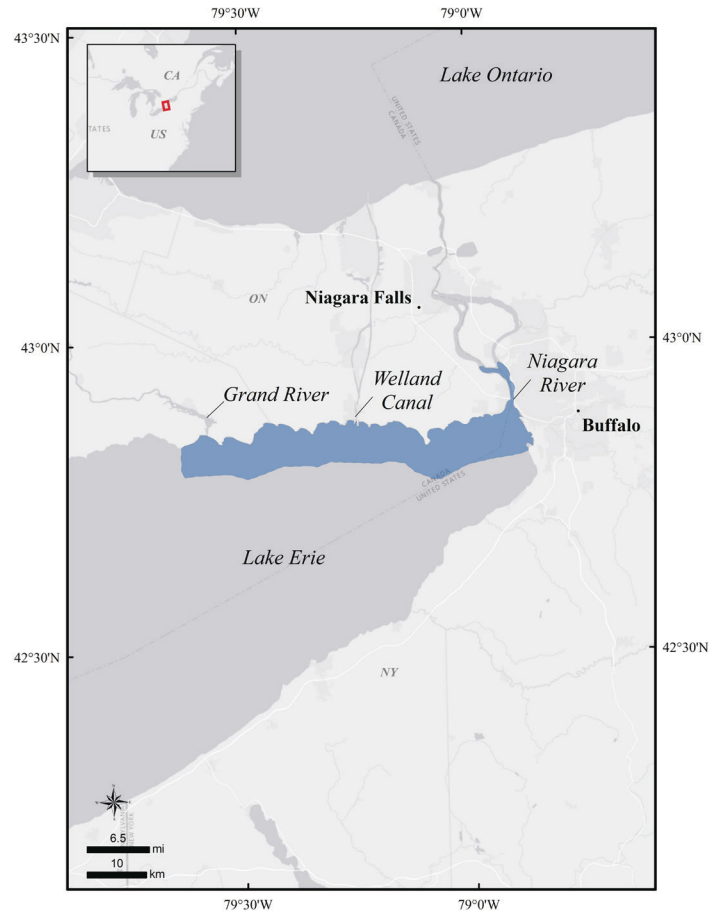 79°30'W
79°0'W
43°30'N
Lake Ontario
CA
US
TATES
UNITED STATES
CANADA
ON
Niagara Falls
43°0'N
43°0'N
Niagara
River
Grand River
Welland
Canal
Buffalo
CANADA
UNITED STATES
Lake Erie
42°30'N
42°30'N
NY
NEW YORK
6.5
mi
10
km
79°30'W
79°0'W